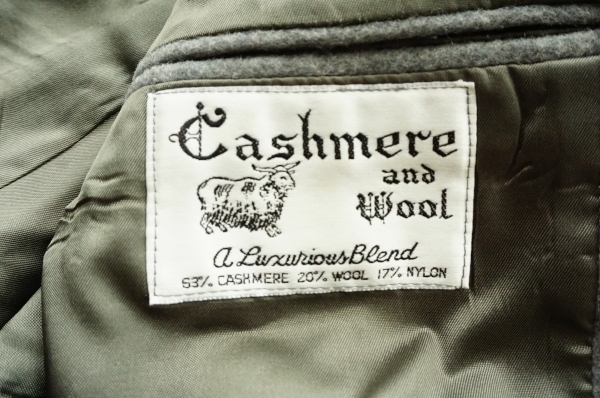 Cashmere
and
Wool
A Luxurious Blend
63% CASHMERE 20% WOOL 17% NYLON